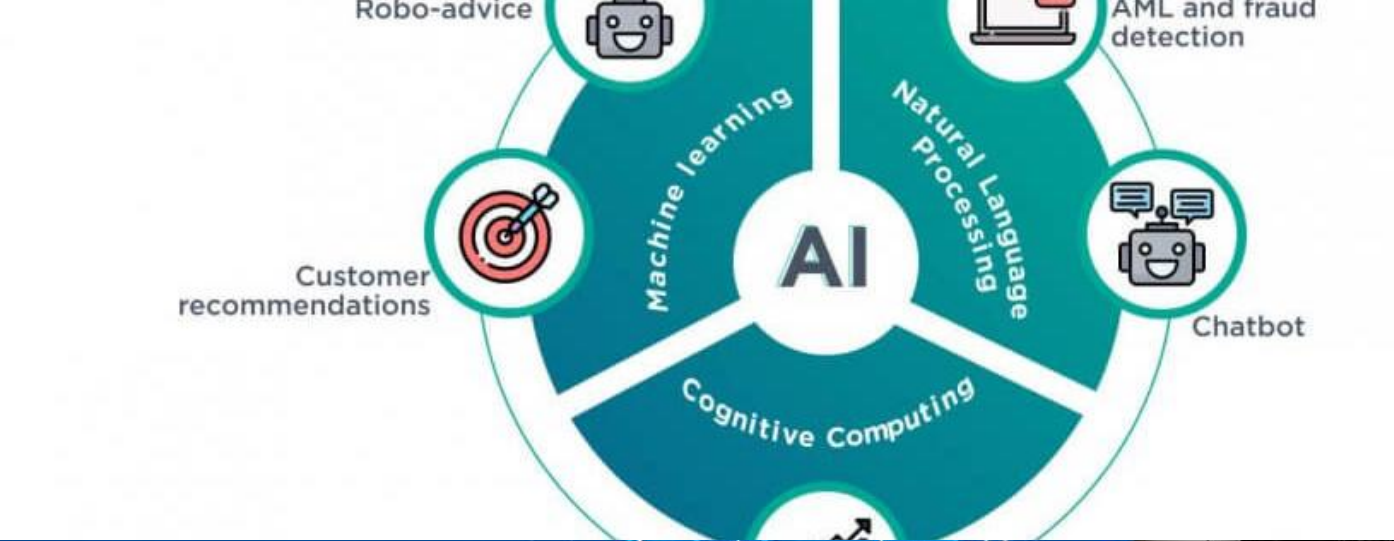 Robo-advice
AML and fraud
detection
Machine learning
Natural Language
Processing
AI
Customer
recommendations
Chatbot
Cognitive Computing